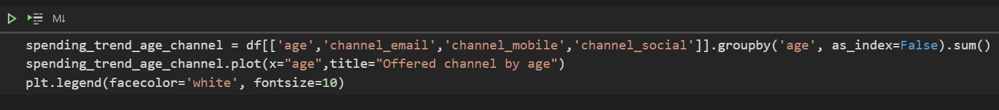 M↓
spending_trend_age_channel = df[['age','channel_email','channel_mobile','channel_social']].groupby('age', as_index=False).sum()
spending_trend_age_channel.plot(x="age",title="Offered channel by age")
plt.legend(facecolor='white', fontsize=10)